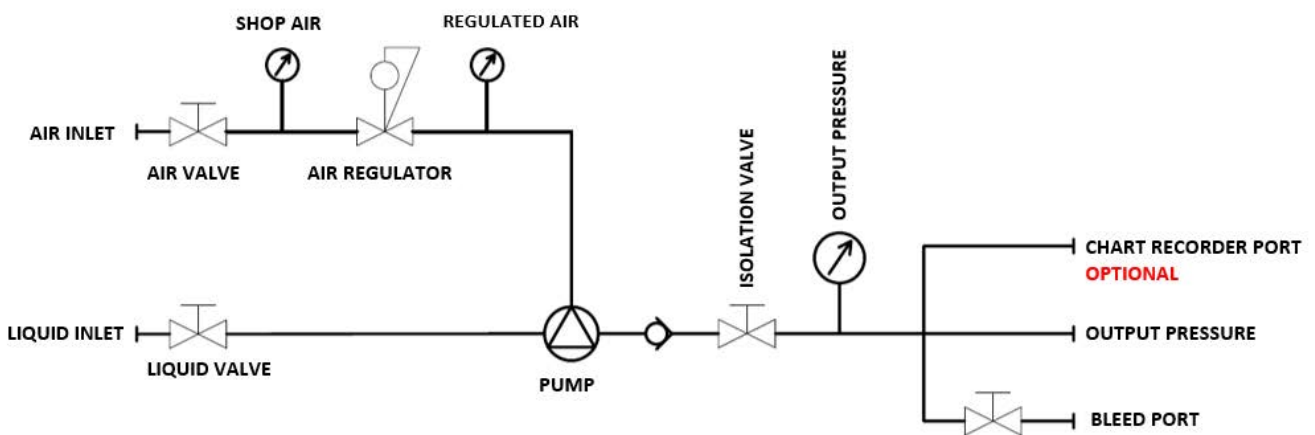 SHOP AIR
REGULATED AIR
AIR INLET
AIR VALVE
AIR REGULATOR
ISOLATION VALVE
OUTPUT PRESSURE
CHART RECORDER PORT
OPTIONAL
LIQUID INLET
LIQUID VALVE
PUMP
OUTPUT PRESSURE
BLEED PORT